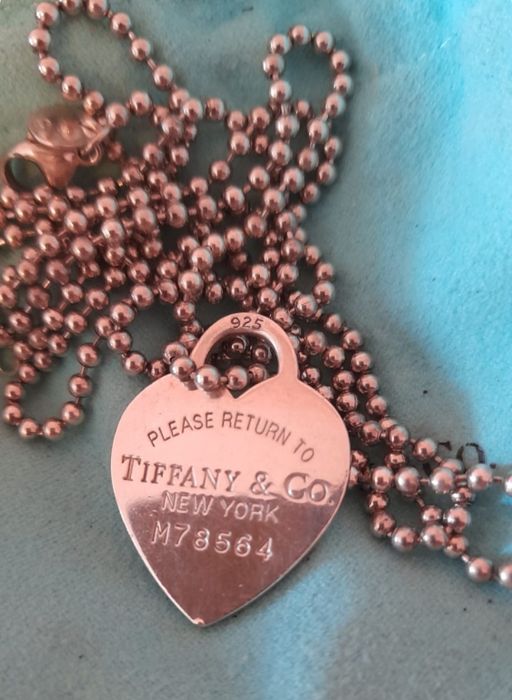 925
PLEASE RETURN TO
TIFFANY & CO.
NEW YORK
M78564